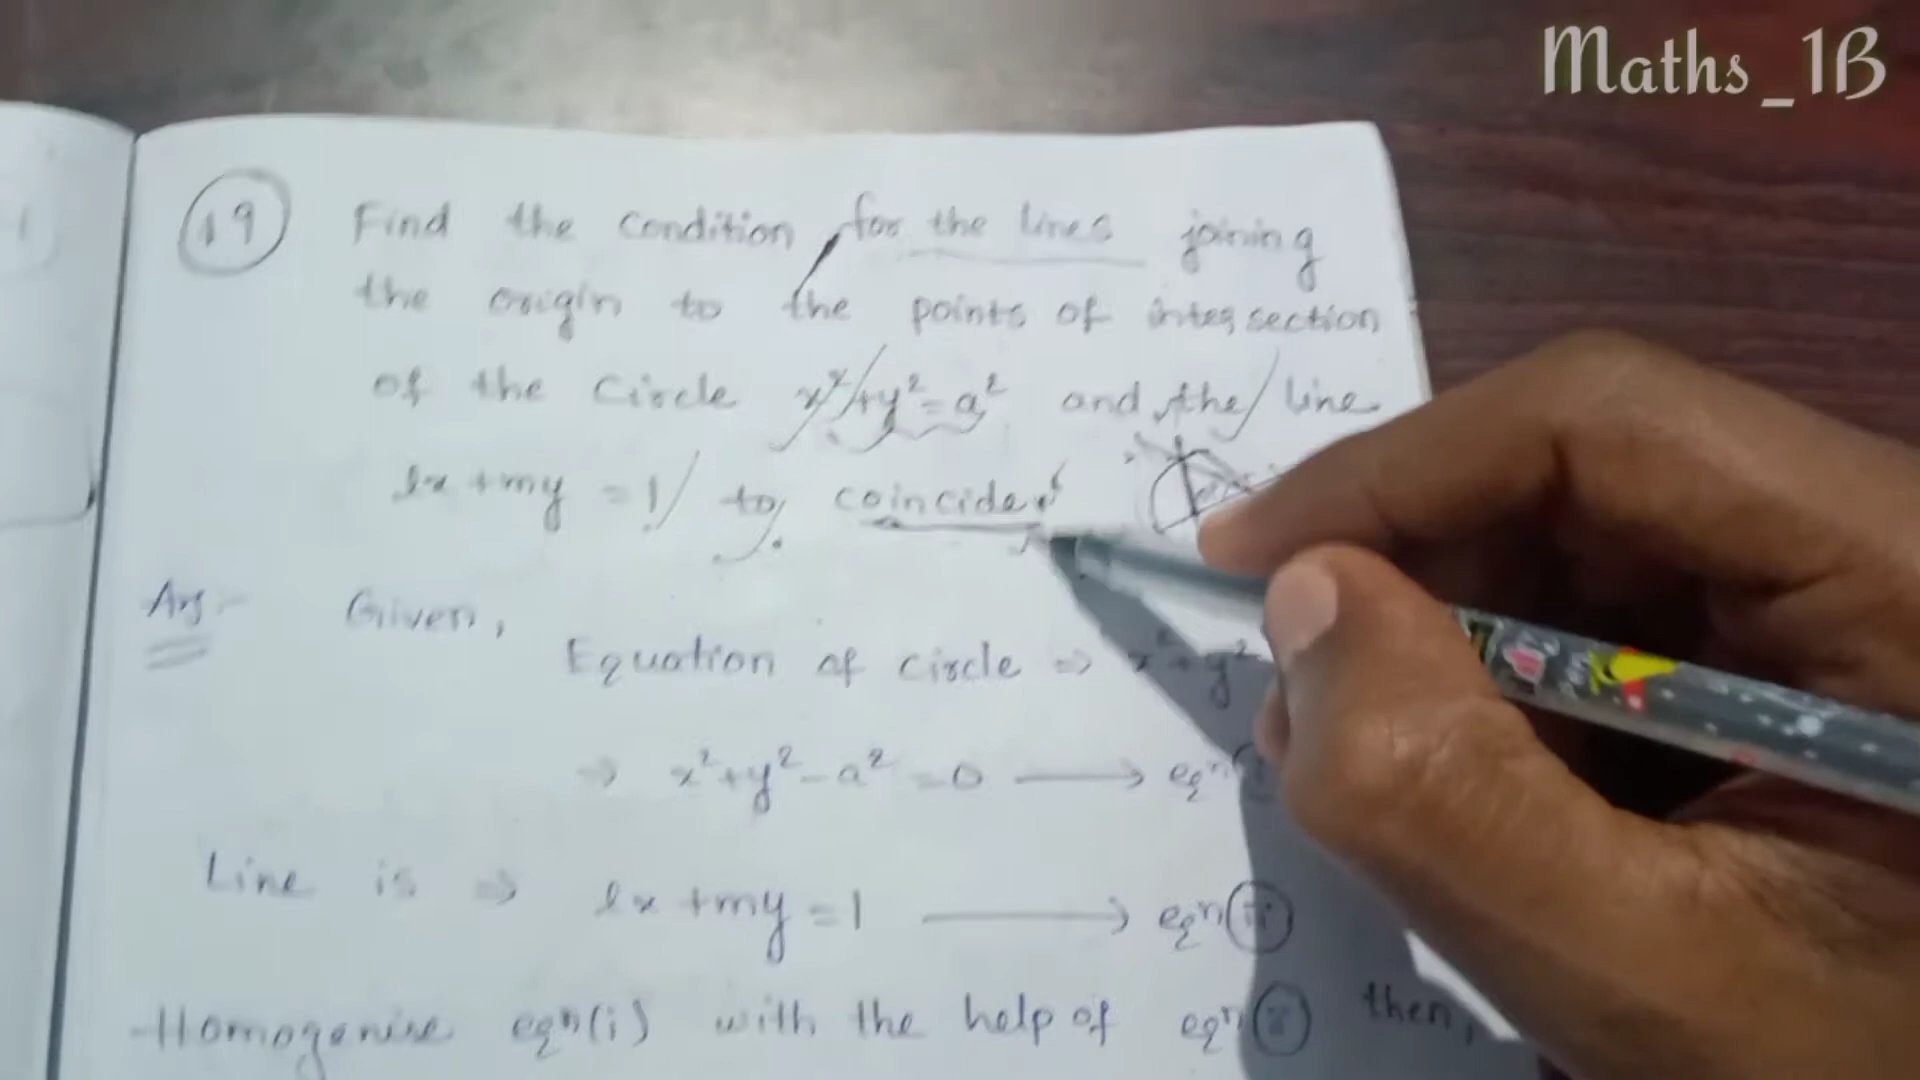 Maths_1B
19 Find the condition for the lines joining
the origin to the points of intersection
of the circle x²+y²=a² and the line
lx+my=1 to coincide
Ans:- Given,
Equation of circle ⇒ x²+y²
⇒ x²+y²-a²=0 ⟶ eqⁿ
Line is ⇒ lx+my=1 ⟶ eqⁿ (ii)
Homogenise eqⁿ(i) with the help of eqⁿ then,